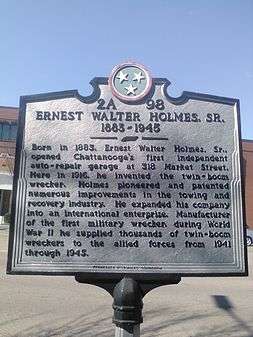 2A 98
ERNEST WALTER HOLMES, SR.
1883-1945
Born in 1883, Ernest Walter Holmes, Sr.,
opened Chattanooga's first independent
auto-repair garage at 318 Market Street.
Here in 1916, he invented the twin-boom
wrecker. Holmes pioneered and patented
numerous improvements in the towing and
recovery industry. He expanded his company
into an international enterprise. Manufacturer
of the first military wrecker, during World
War II he supplied thousands of twin-boom
wreckers to the allied forces from 1941
through 1945.
TENNESSEE HISTORICAL COMMISSION